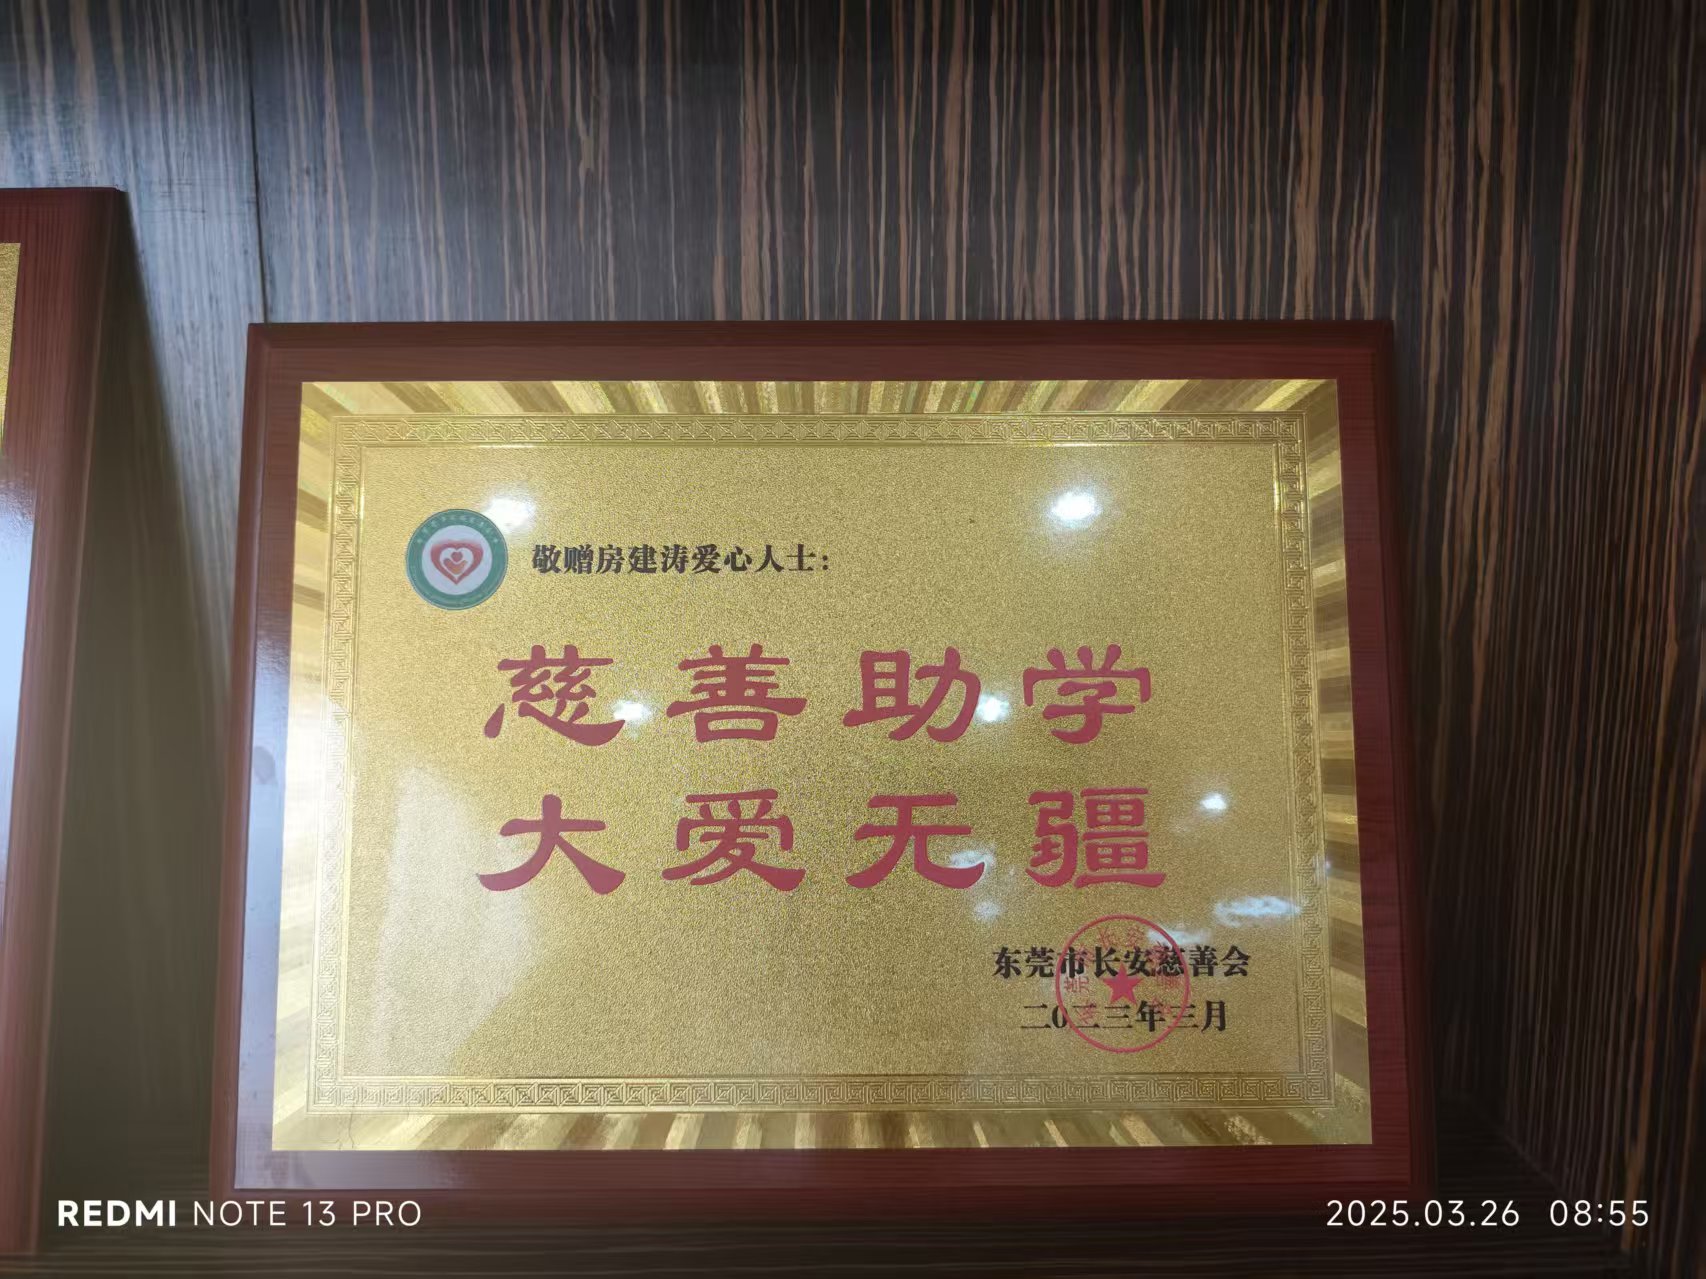 敬赠房建涛爱心人士：
慈善助学
大爱无疆
东莞市长安慈善会
二0二三年三月
REDMI NOTE 13 PRO
2025.03.26 08:55